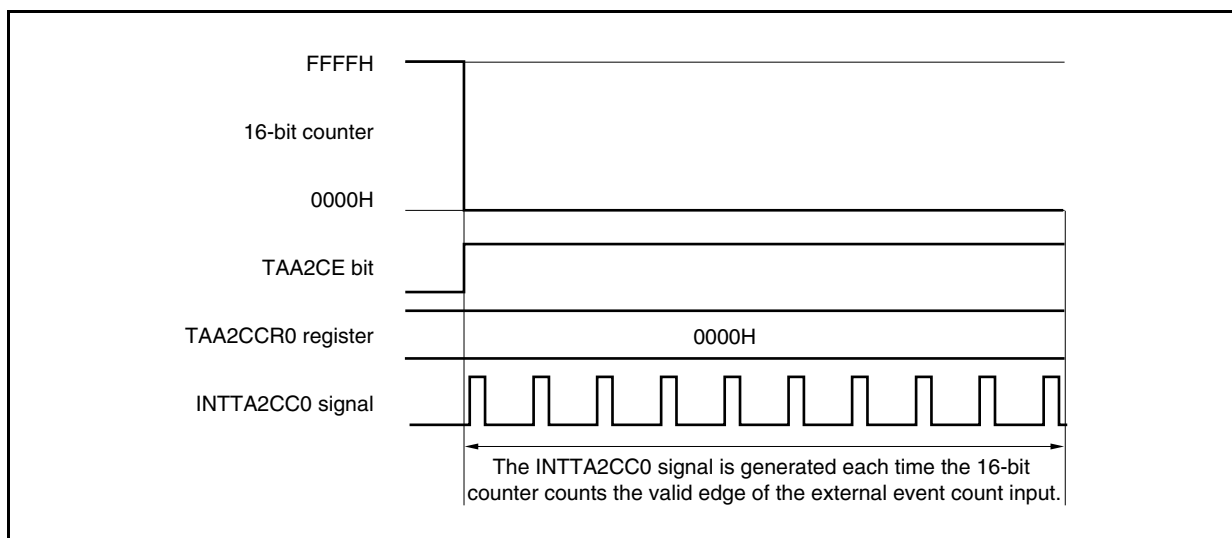 FFFFH
16-bit counter
0000H
TAA2CE bit
TAA2CCR0 register
0000H
INTTA2CC0 signal
The INTTA2CC0 signal is generated each time the 16-bit
counter counts the valid edge of the external event count input.